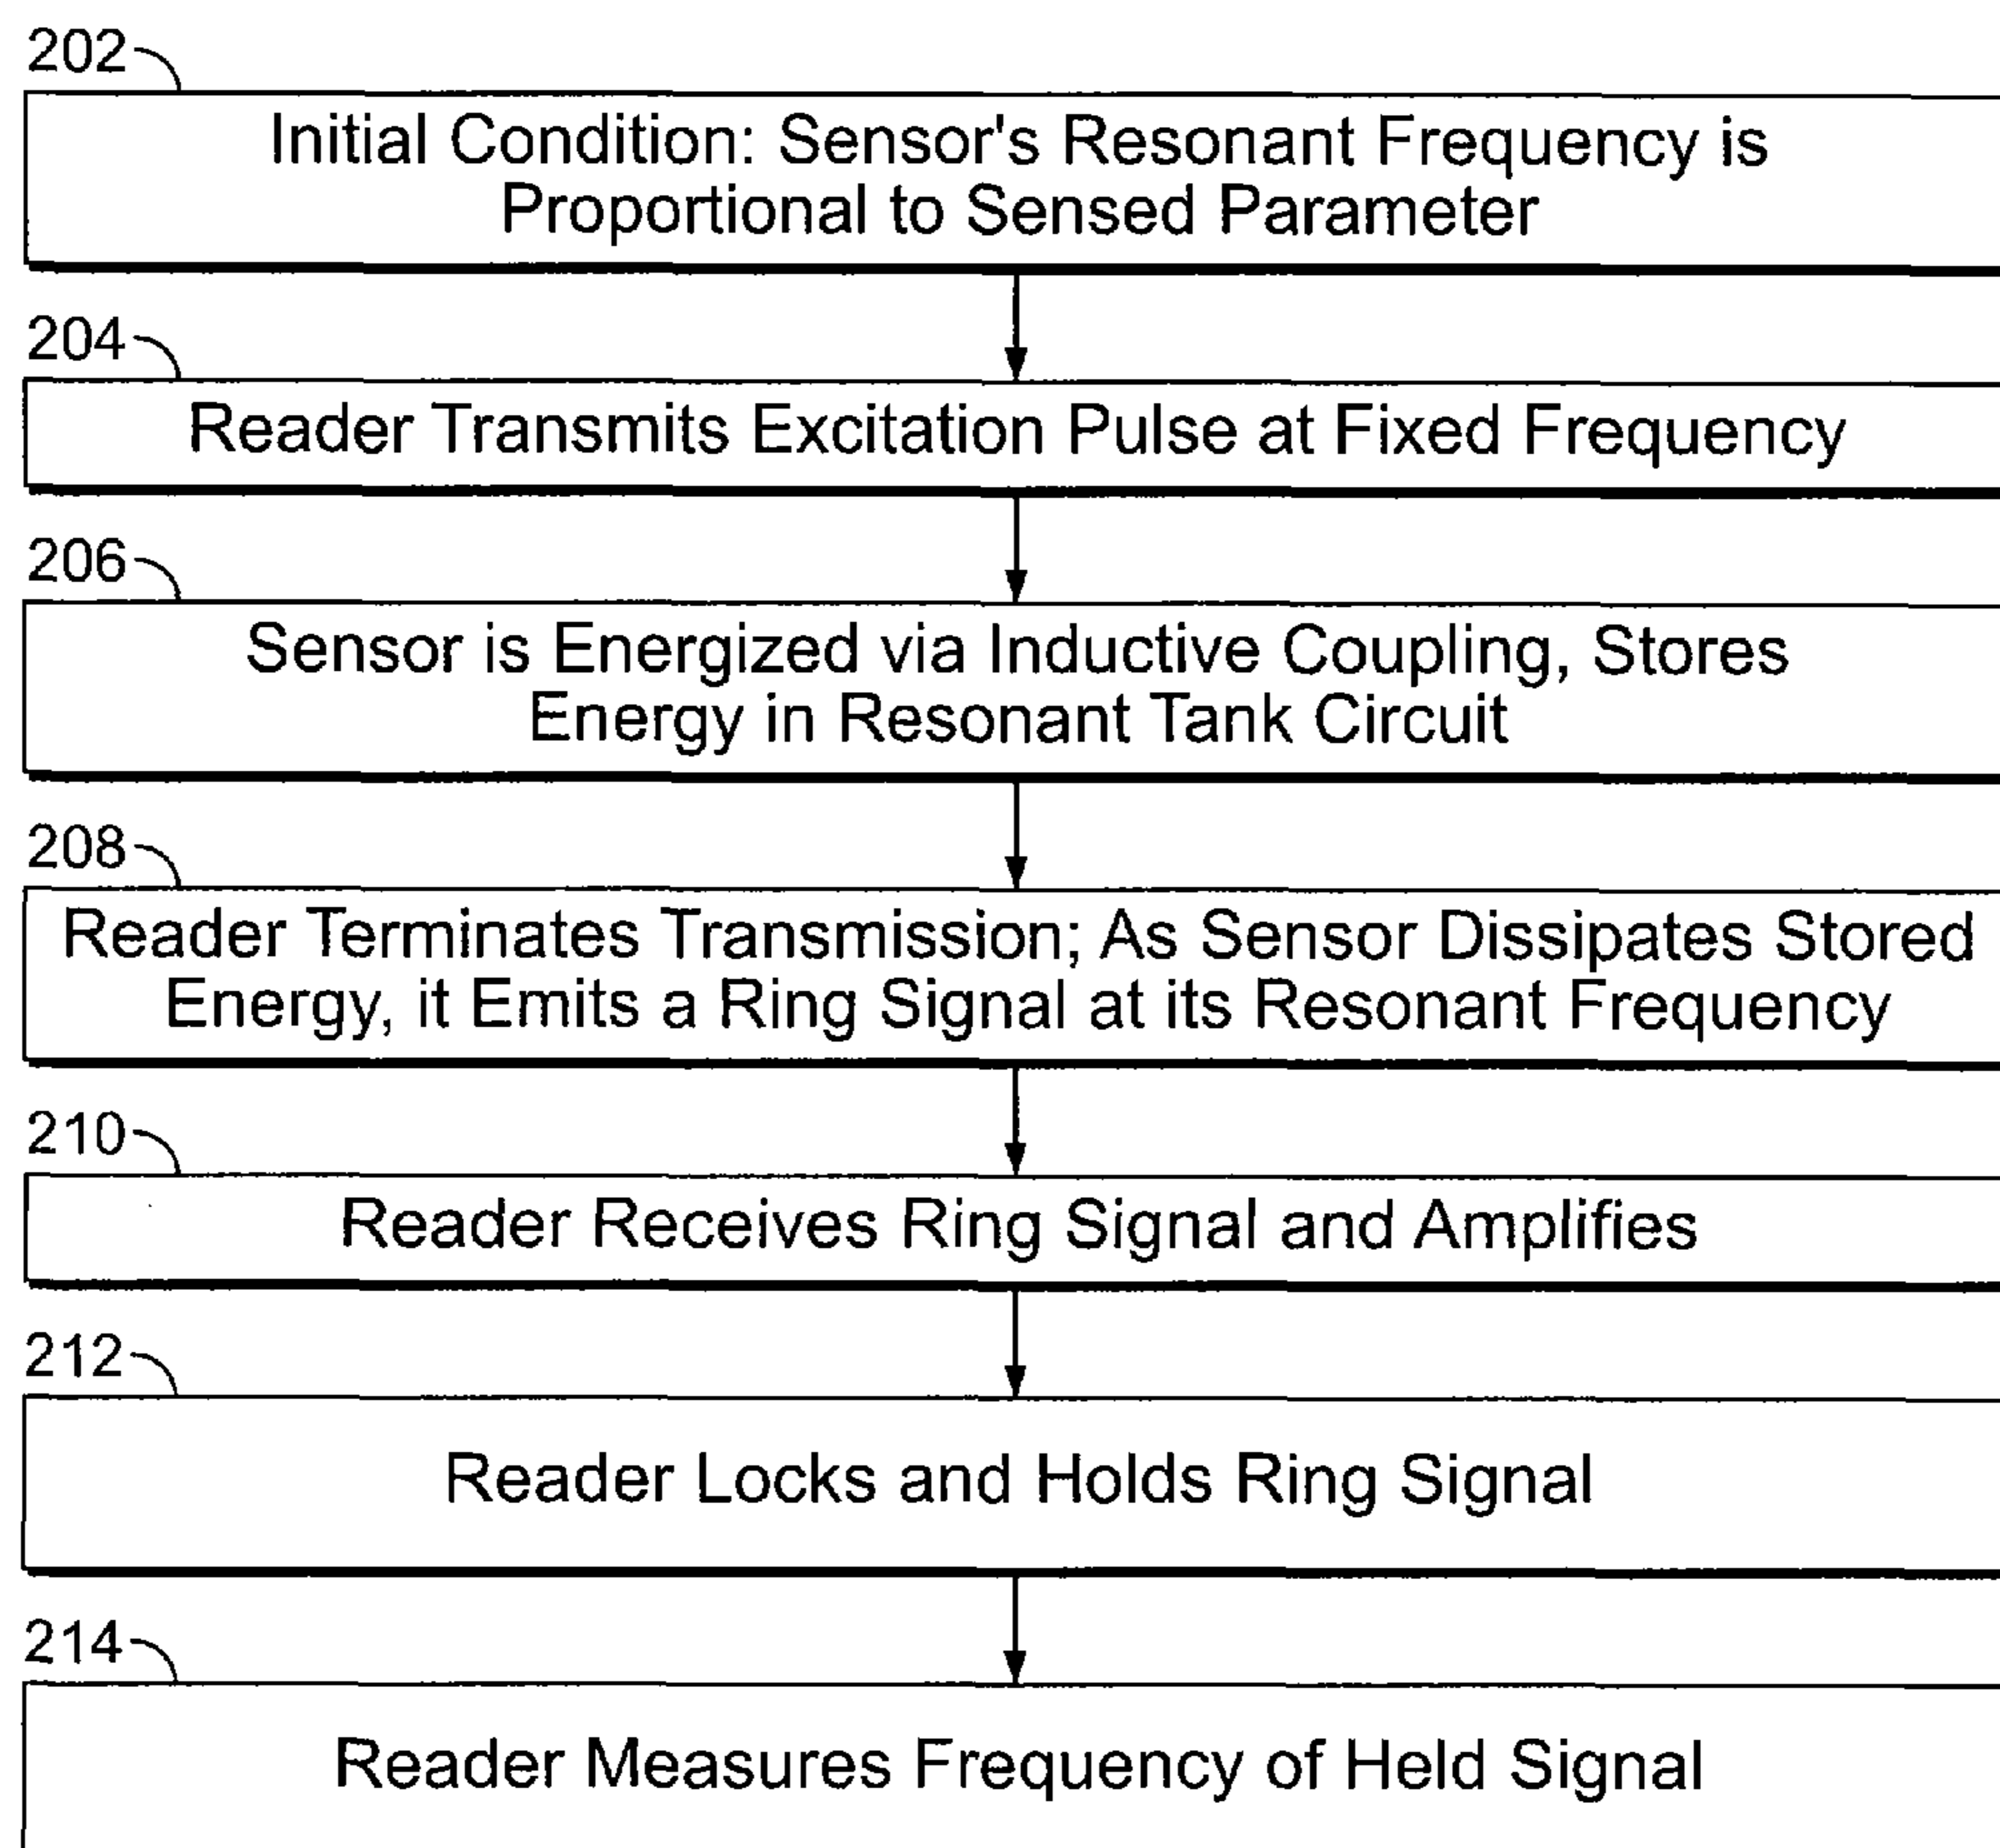 202
Initial Condition: Sensor's Resonant Frequency is
Proportional to Sensed Parameter
204
Reader Transmits Excitation Pulse at Fixed Frequency
206
Sensor is Energized via Inductive Coupling, Stores
Energy in Resonant Tank Circuit
208
Reader Terminates Transmission; As Sensor Dissipates Stored
Energy, it Emits a Ring Signal at its Resonant Frequency
210
Reader Receives Ring Signal and Amplifies
212
Reader Locks and Holds Ring Signal
214
Reader Measures Frequency of Held Signal